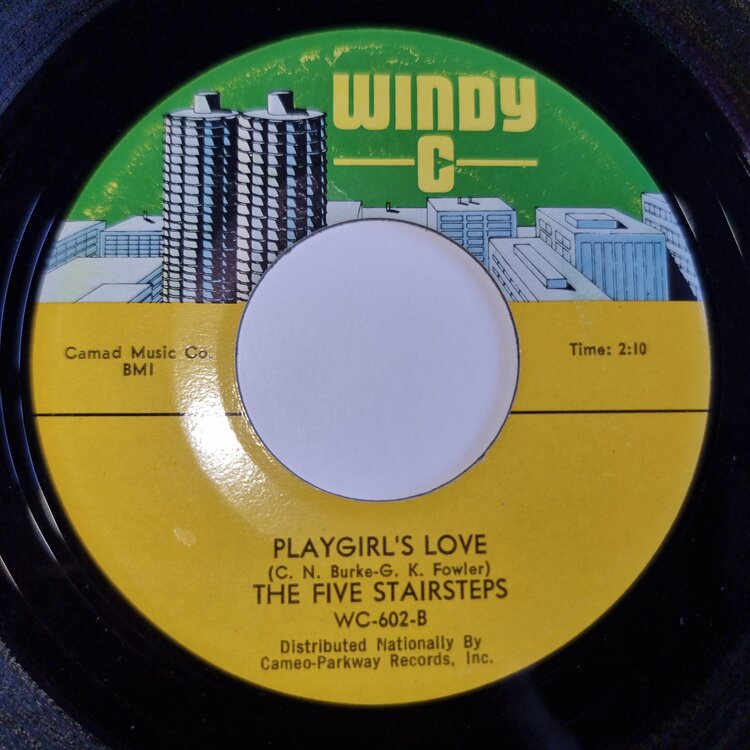 WINDY
C
Camad Music Co.
BMI
Time: 2:10
PLAYGIRL'S LOVE
(C. N. Burke-G. K. Fowler)
THE FIVE STAIRSTEPS
WC-602-B
Distributed Nationally By
Cameo-Parkway Records, Inc.